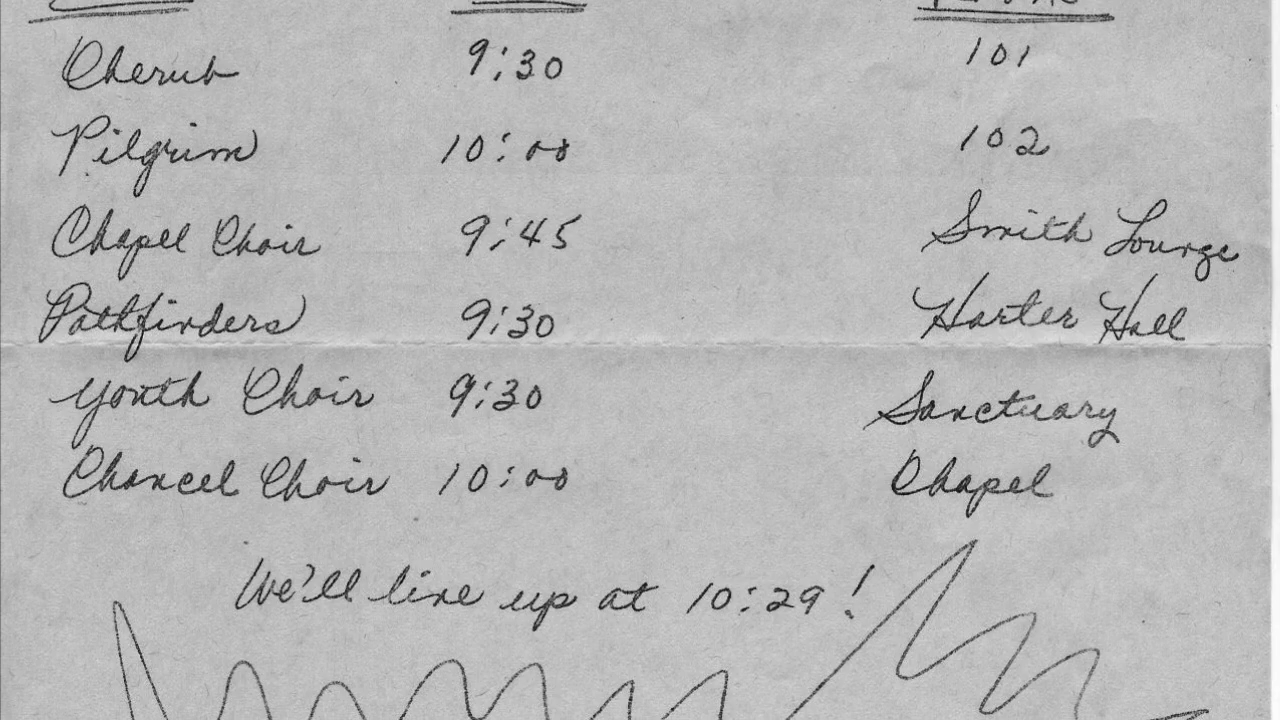 Cherub 9:30 101
Pilgrim 10:00 102
Chapel Choir 9:45 Smith Lounge
Pathfinders 9:30 Harter Hall
Youth Choir 9:30 Sanctuary
Chancel Choir 10:00 Chapel
We'll line up at 10:29!